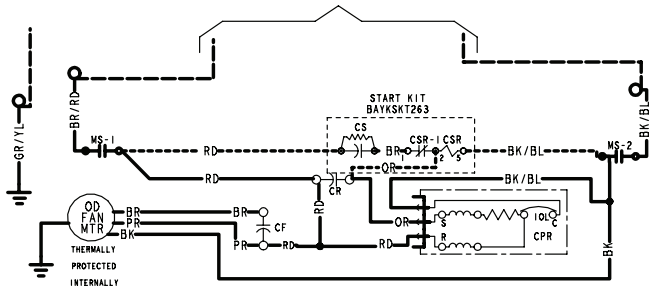 START KIT
BAYKSKT263
CS
BR
CSR-1
CSR
2
5
GR/YL
BR/RD
MS-1
RD
OR
BK/BL
MS-2
BK/BL
RD
CR
BK/BL
RD
OD
FAN
MTR
BR
BR
PR
BK
PR
CF
RD
RD
OR
S
R
IOL
C
CPR
BK
THERMALLY
PROTECTED
INTERNALLY